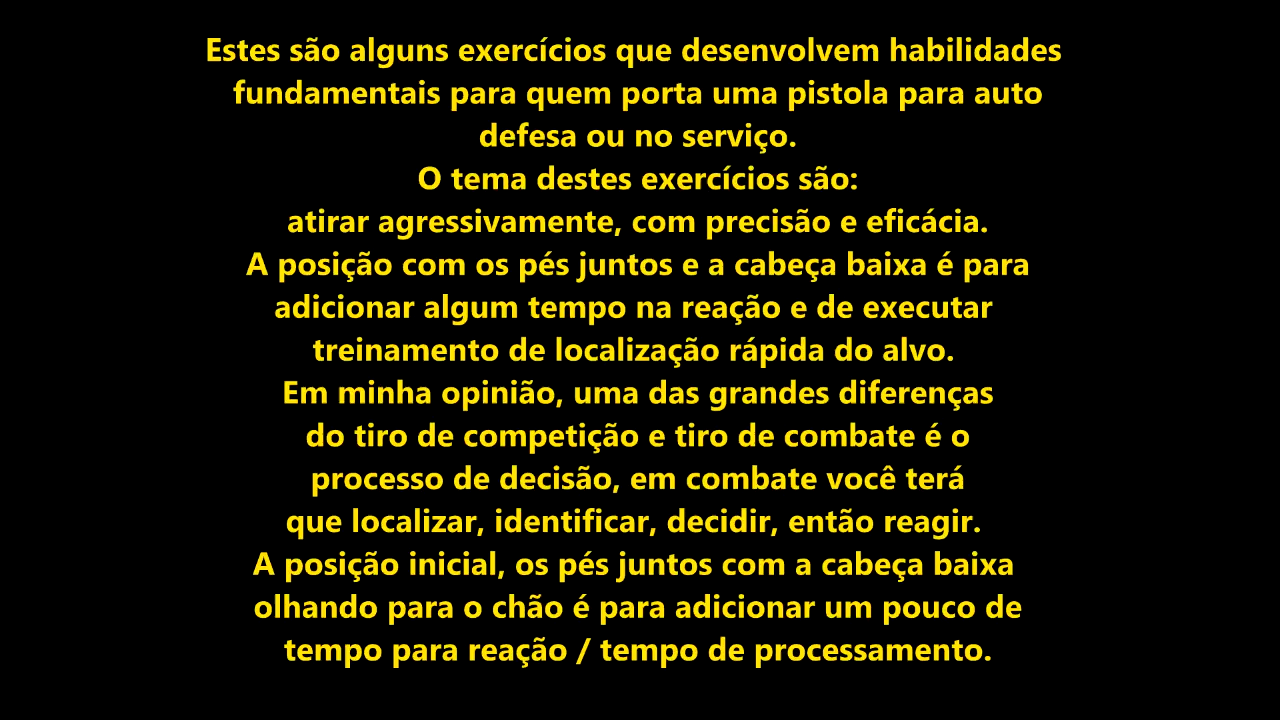 Estes são alguns exercícios que desenvolvem habilidades
fundamentais para quem porta uma pistola para auto
defesa ou no serviço.
O tema destes exercícios são:
atirar agressivamente, com precisão e eficácia.
A posição com os pés juntos e a cabeça baixa é para
adicionar algum tempo na reação e de executar
treinamento de localização rápida do alvo.
Em minha opinião, uma das grandes diferenças
do tiro de competição e tiro de combate é o
processo de decisão, em combate você terá
que localizar, identificar, decidir, então reagir.
A posição inicial, os pés juntos com a cabeça baixa
olhando para o chão é para adicionar um pouco de
tempo para reação / tempo de processamento.